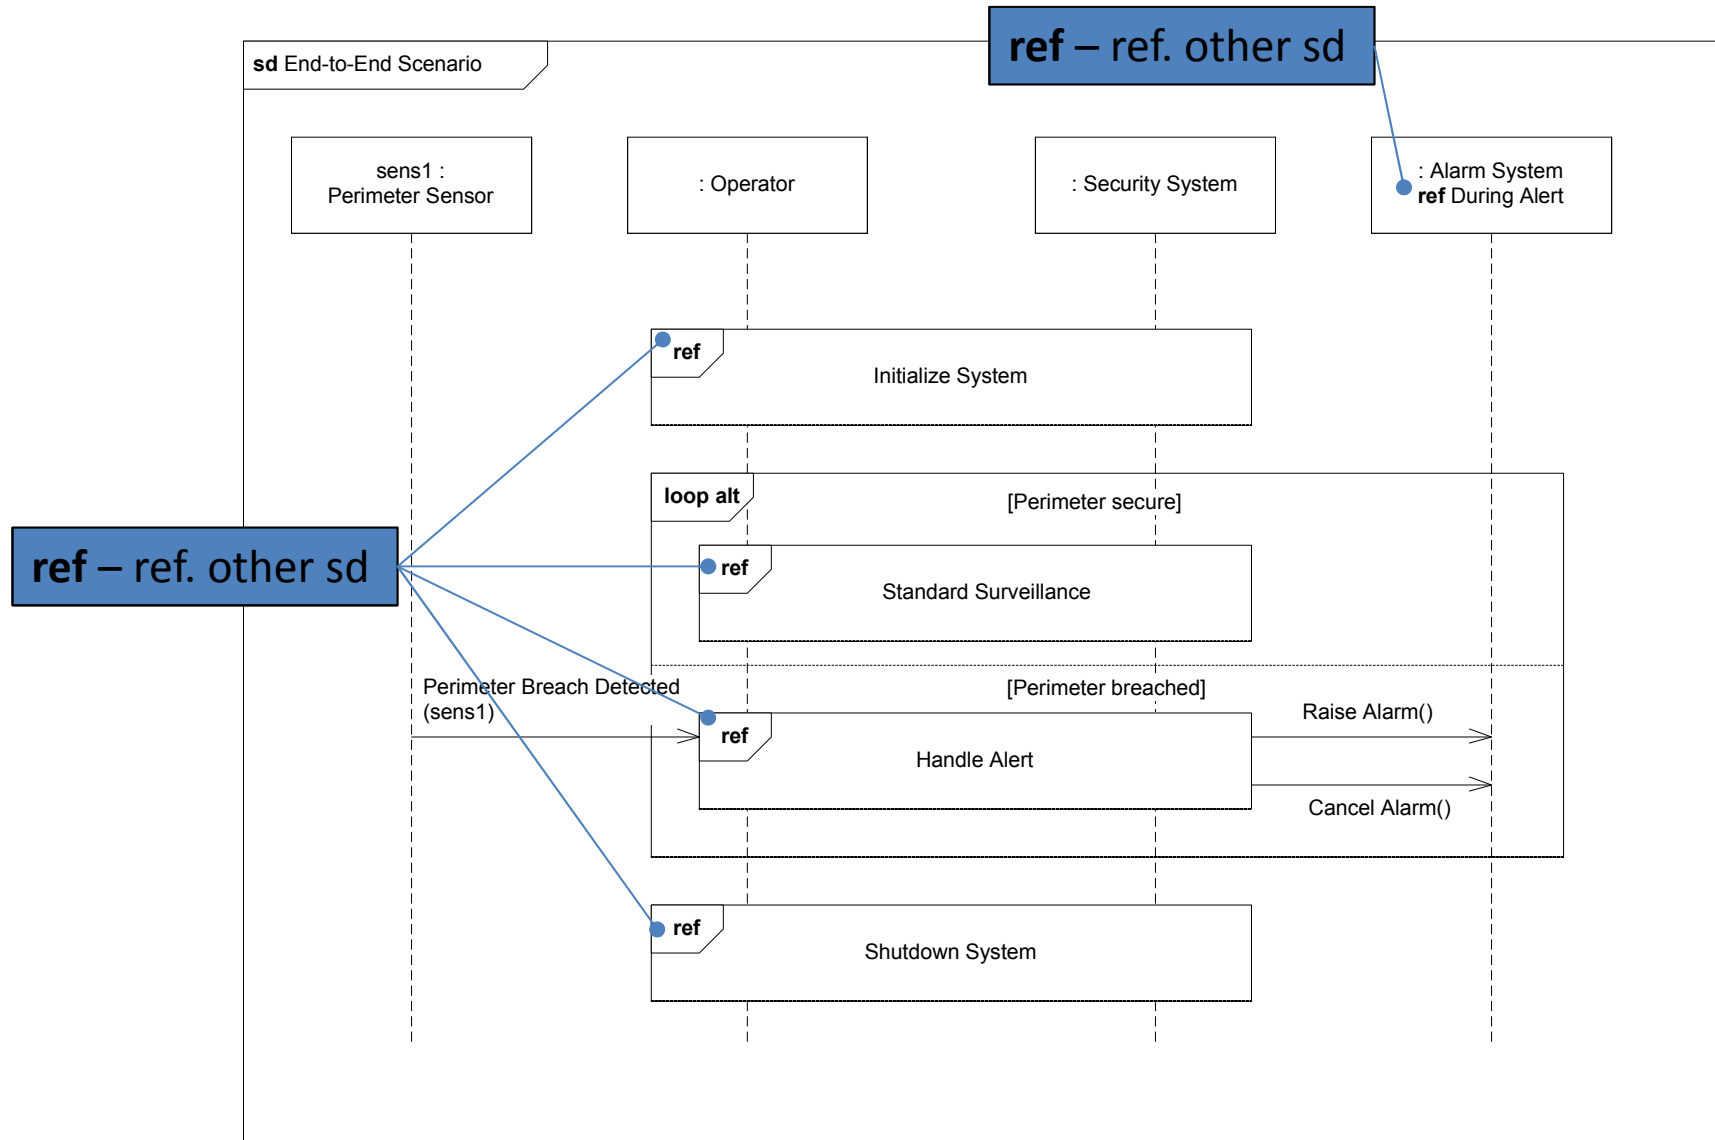 ref – ref. other sd
sd End-to-End Scenario
sens1 :
Perimeter Sensor
: Operator
: Security System
: Alarm System
ref During Alert
ref
Initialize System
loop alt
[Perimeter secure]
ref – ref. other sd
ref
Standard Surveillance
Perimeter Breach Detected
(sens1)
[Perimeter breached]
ref
Handle Alert
Raise Alarm()
Cancel Alarm()
ref
Shutdown System